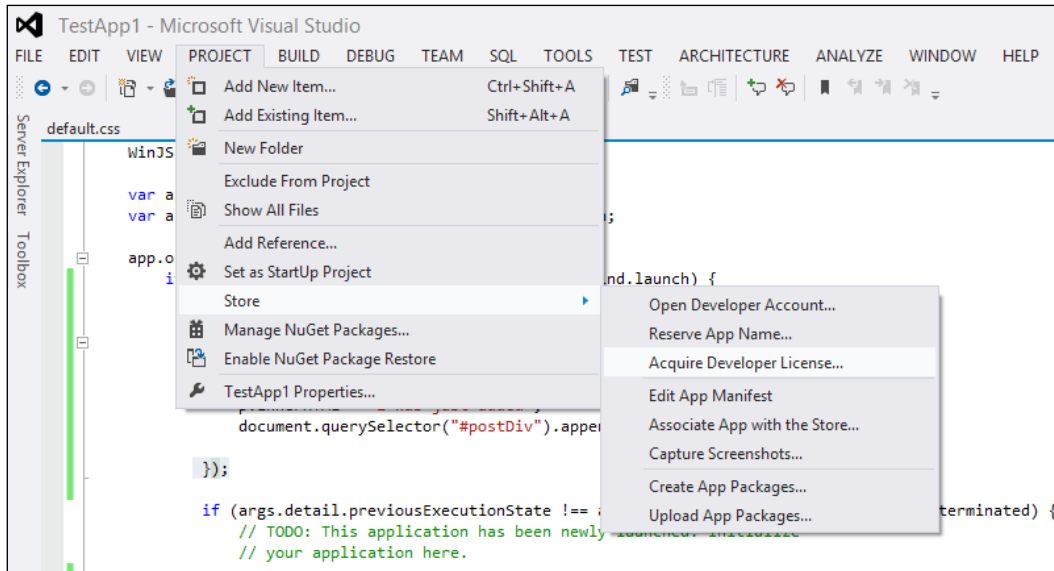 TestApp1 - Microsoft Visual Studio
FILE EDIT VIEW PROJECT BUILD DEBUG TEAM SQL TOOLS TEST ARCHITECTURE ANALYZE WINDOW HELP
Server Explorer
Toolbox
default.css
Add New Item... Ctrl+Shift+A
Add Existing Item... Shift+Alt+A
New Folder
Exclude From Project
Show All Files
Add Reference...
Set as StartUp Project
Store
Manage NuGet Packages...
Enable NuGet Package Restore
TestApp1 Properties...
Open Developer Account...
Reserve App Name...
Acquire Developer License...
Edit App Manifest
Associate App with the Store...
Capture Screenshots...
Create App Packages...
Upload App Packages...
WinJS
var a
var a ;
app.o
i nd.launch) {
document.querySelector("#postDiv").appe
});
if (args.detail.previousExecutionState !== a terminated) {
// TODO: This application has been newly launched. Initialize
// your application here.